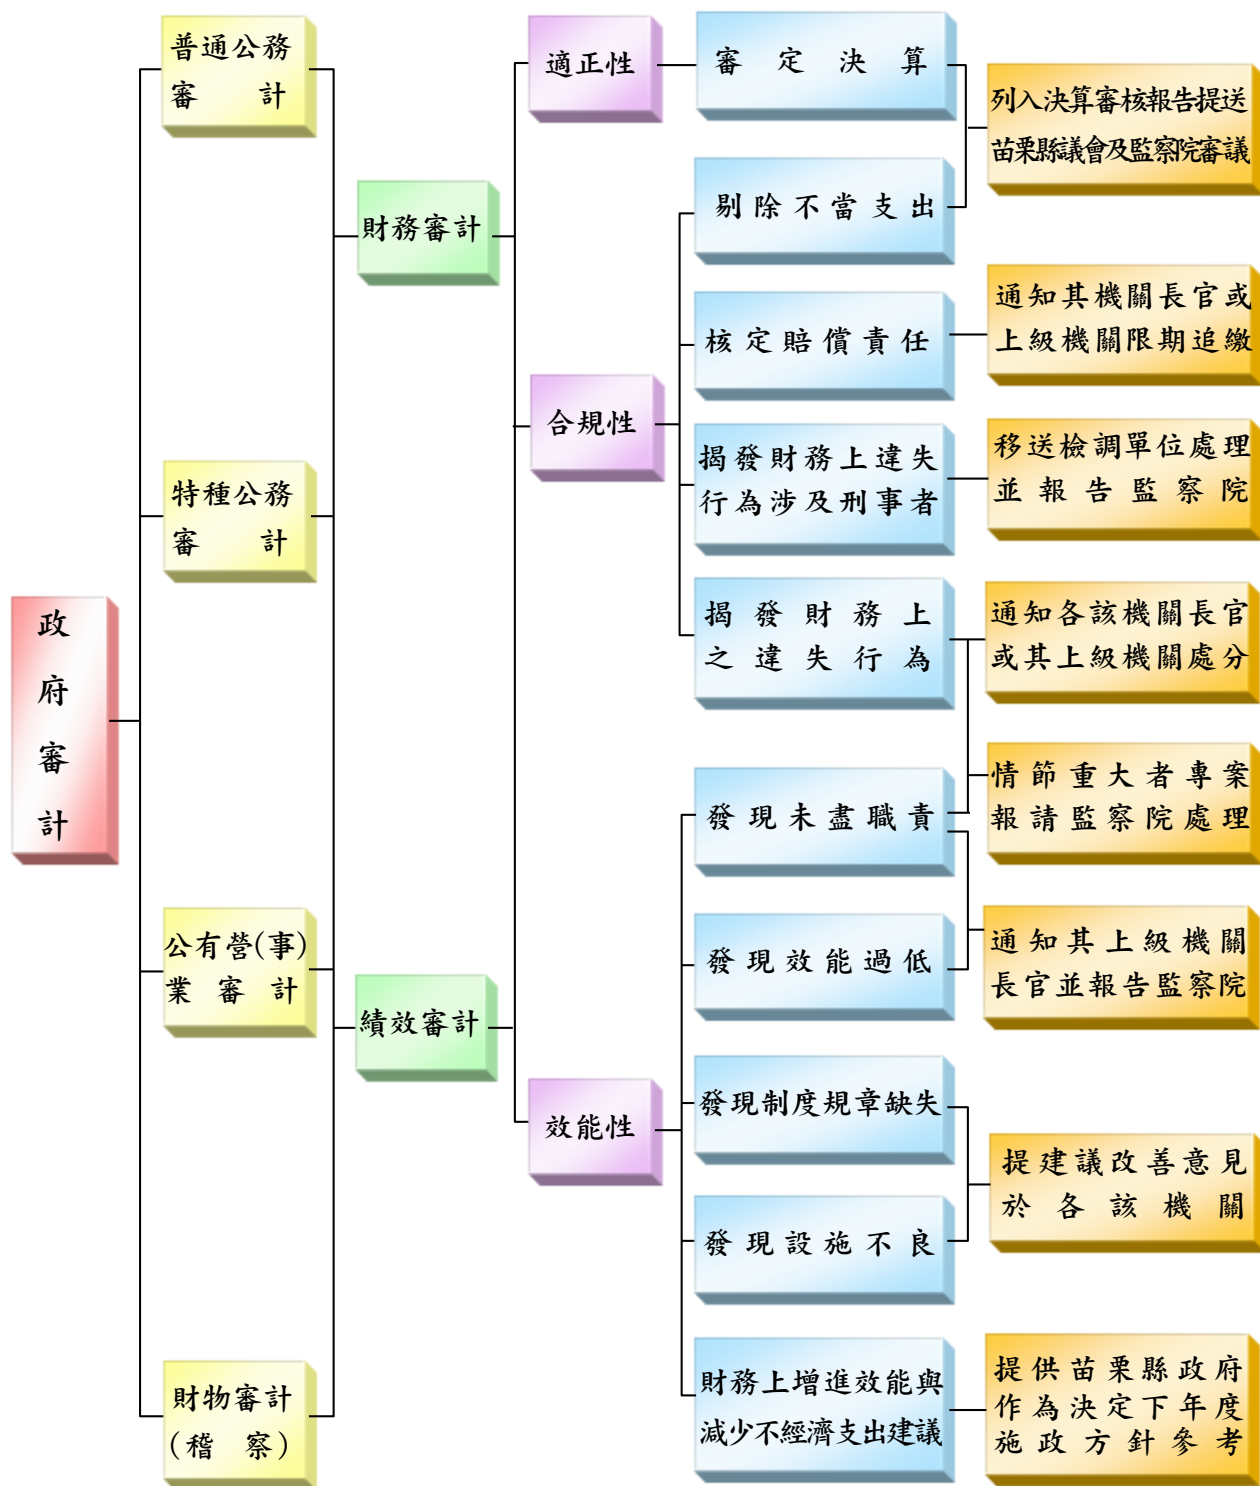 政府審計
普通公務
審計
特種公務
審計
公有營(事)
業審計
財物審計
(稽察)
財務審計
績效審計
適正性
合規性
效能性
審定決算
剔除不當支出
核定賠償責任
揭發財務上違失
行為涉及刑事者
揭發財務上
之違失行為
發現未盡職責
發現效能過低
發現制度規章缺失
發現設施不良
財務上增進效能與
減少不經濟支出建議
列入決算審核報告提送
苗栗縣議會及監察院審議
通知其機關長官或
上級機關限期追繳
移送檢調單位處理
並報告監察院
通知各該機關長官
或其上級機關處分
情節重大者專案
報請監察院處理
通知其上級機關
長官並報告監察院
提建議改善意見
於各該機關
提供苗栗縣政府
作為決定下年度
施政方針參考